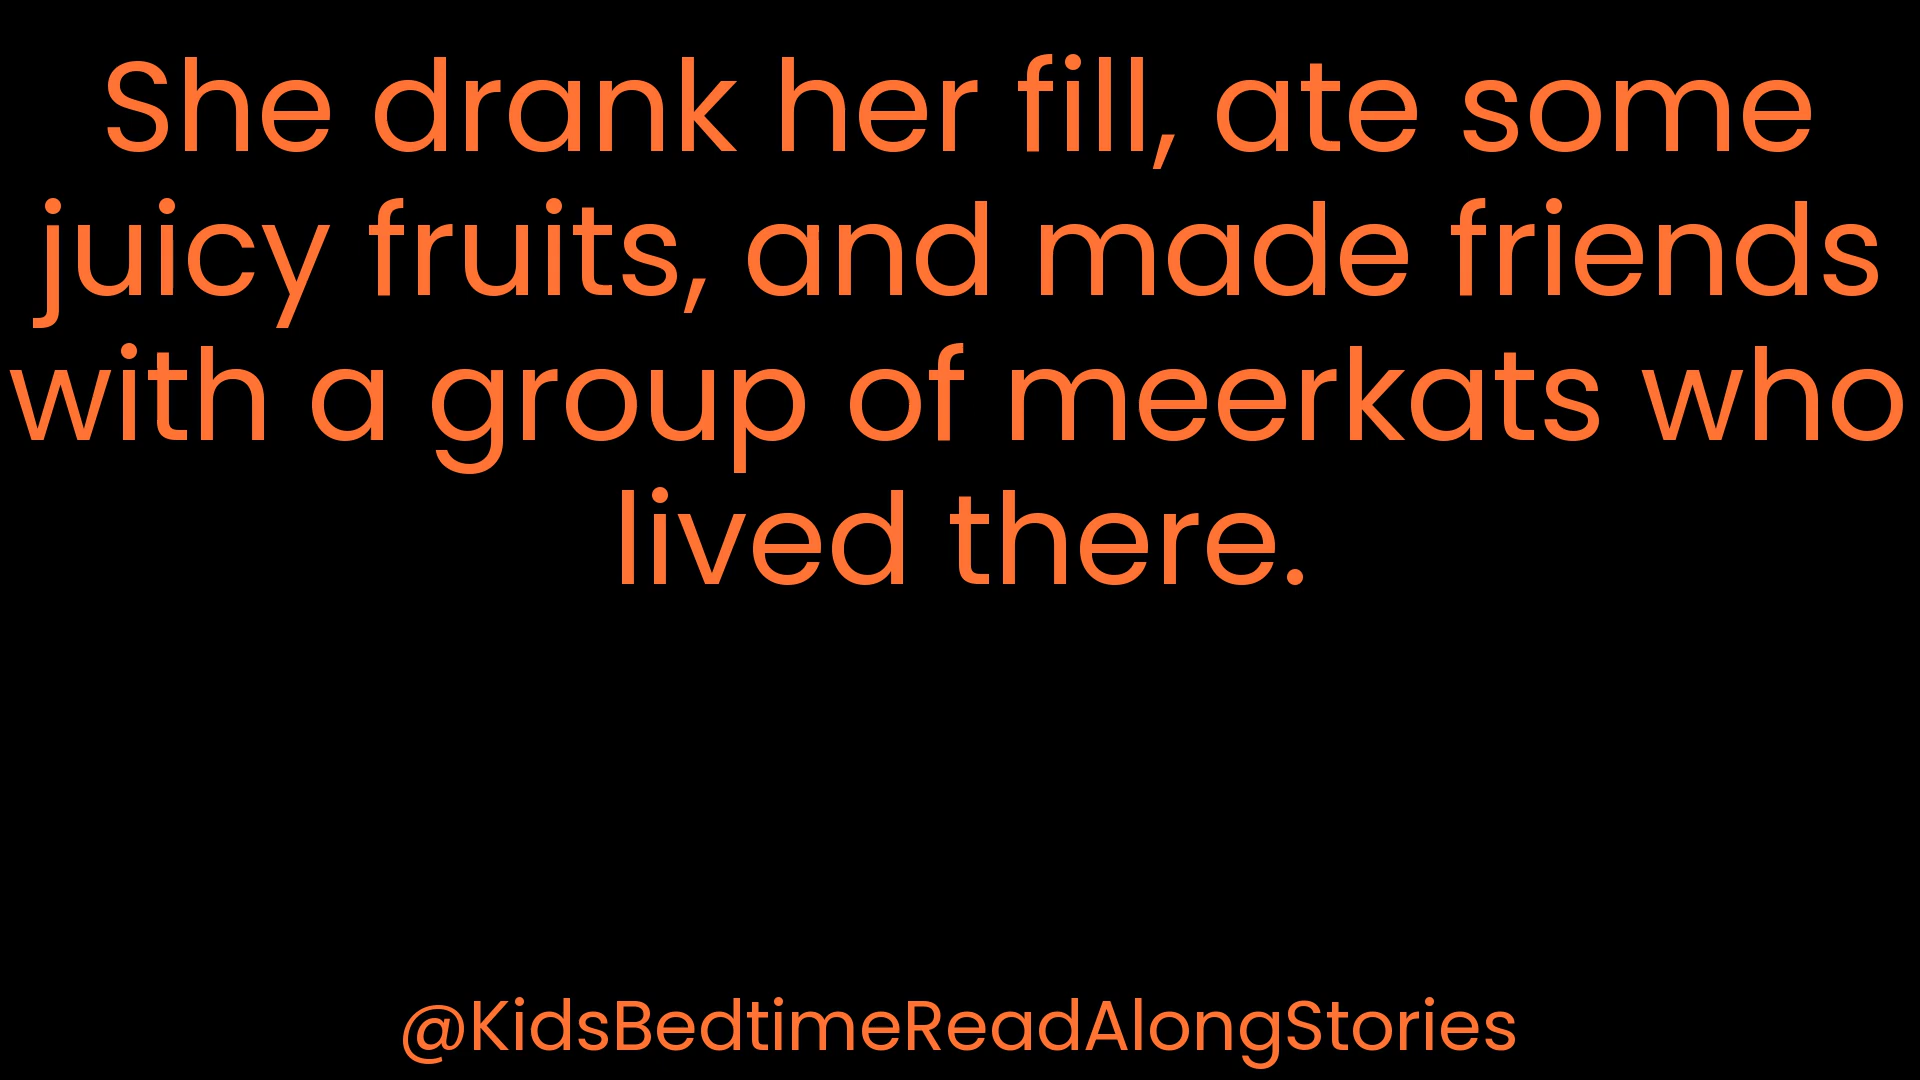 She drank her fill, ate some
juicy fruits, and made friends
with a group of meerkats who
lived there.
@KidsBedtimeReadAlongStories